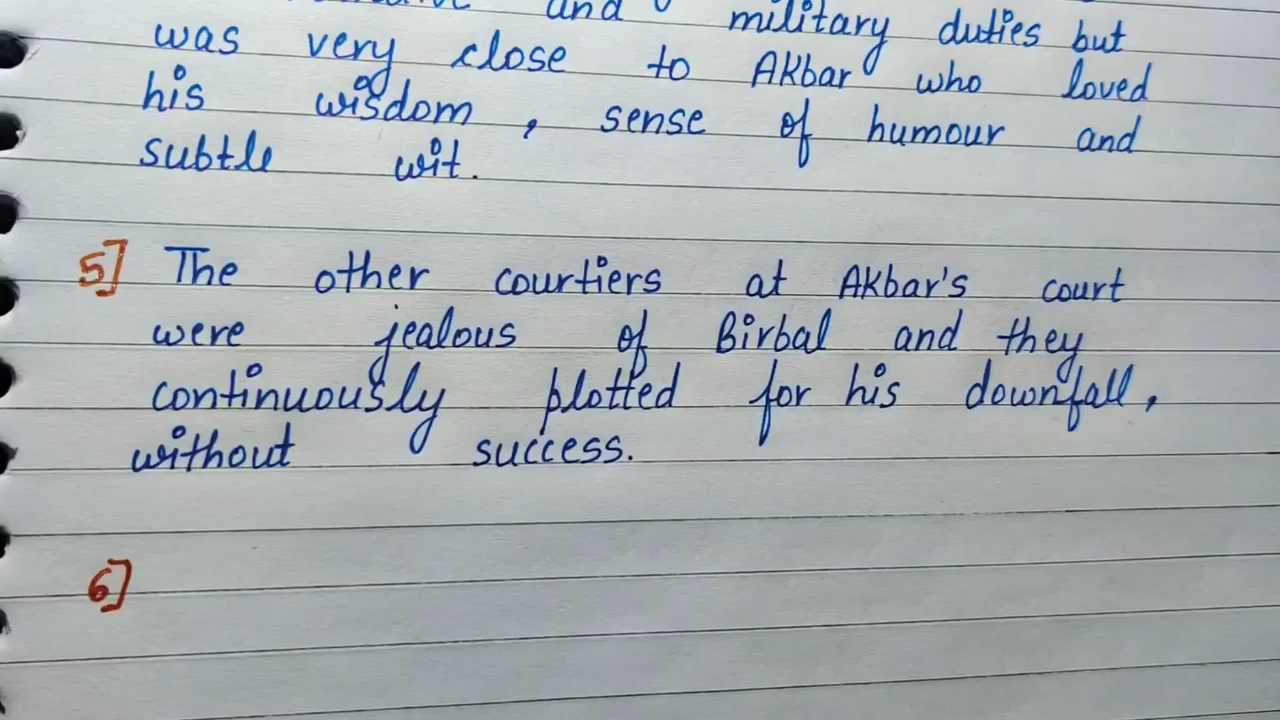 and military duties but
was very close to Akbar who loved
his wisdom, sense of humour and
subtle wit.
5] The other courtiers at Akbar's court
were jealous of Birbal and they
continuously plotted for his downfall,
without success.
6]